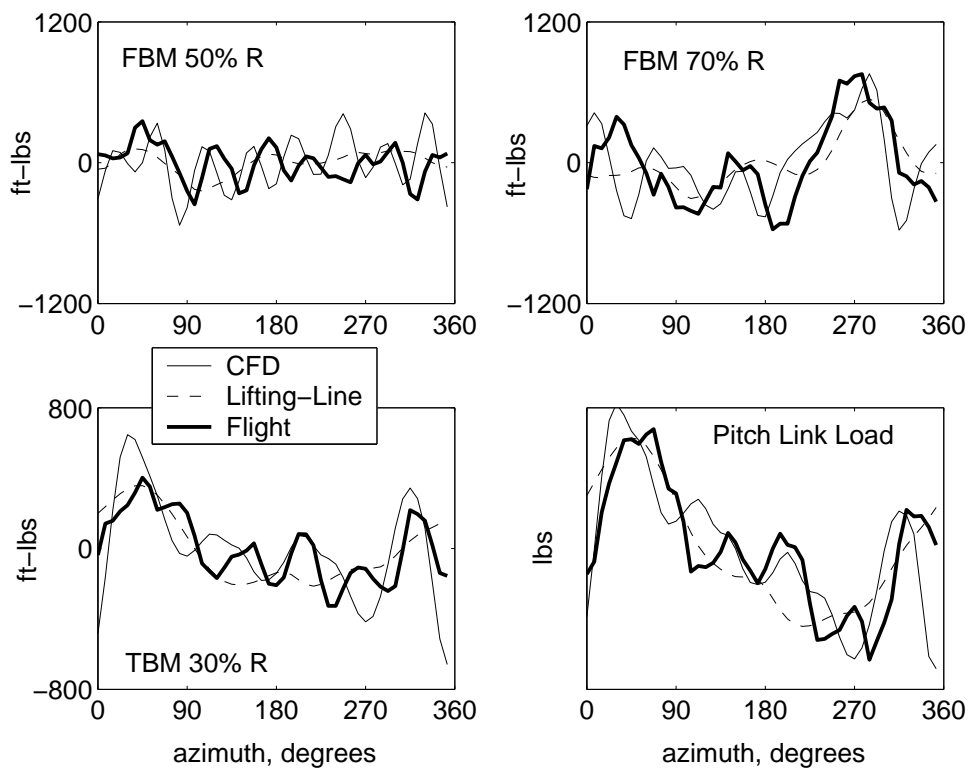 1200
FBM 50% R
ft−lbs
0
−1200
0 90 180 270 360
1200
FBM 70% R
ft−lbs
0
−1200
0 90 180 270 360
CFD
Lifting−Line
Flight
800
ft−lbs
0
TBM 30% R
−800
0 90 180 270 360
azimuth, degrees
Pitch Link Load
lbs
0 90 180 270 360
azimuth, degrees